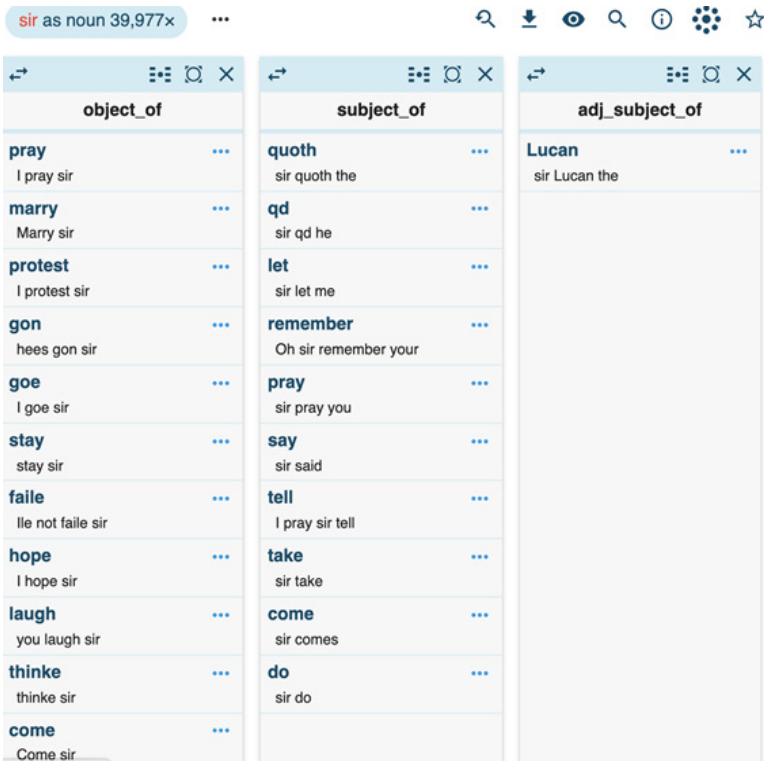 sir as noun 39,977×
object_of
pray
I pray sir
marry
Marry sir
protest
I protest sir
gon
hees gon sir
goe
I goe sir
stay
stay sir
faile
Ile not faile sir
hope
I hope sir
laugh
you laugh sir
thinke
thinke sir
come
Come sir
subject_of
quoth
sir quoth the
qd
sir qd he
let
sir let me
remember
Oh sir remember your
pray
sir pray you
say
sir said
tell
I pray sir tell
take
sir take
come
sir comes
do
sir do
adj_subject_of
Lucan
sir Lucan the